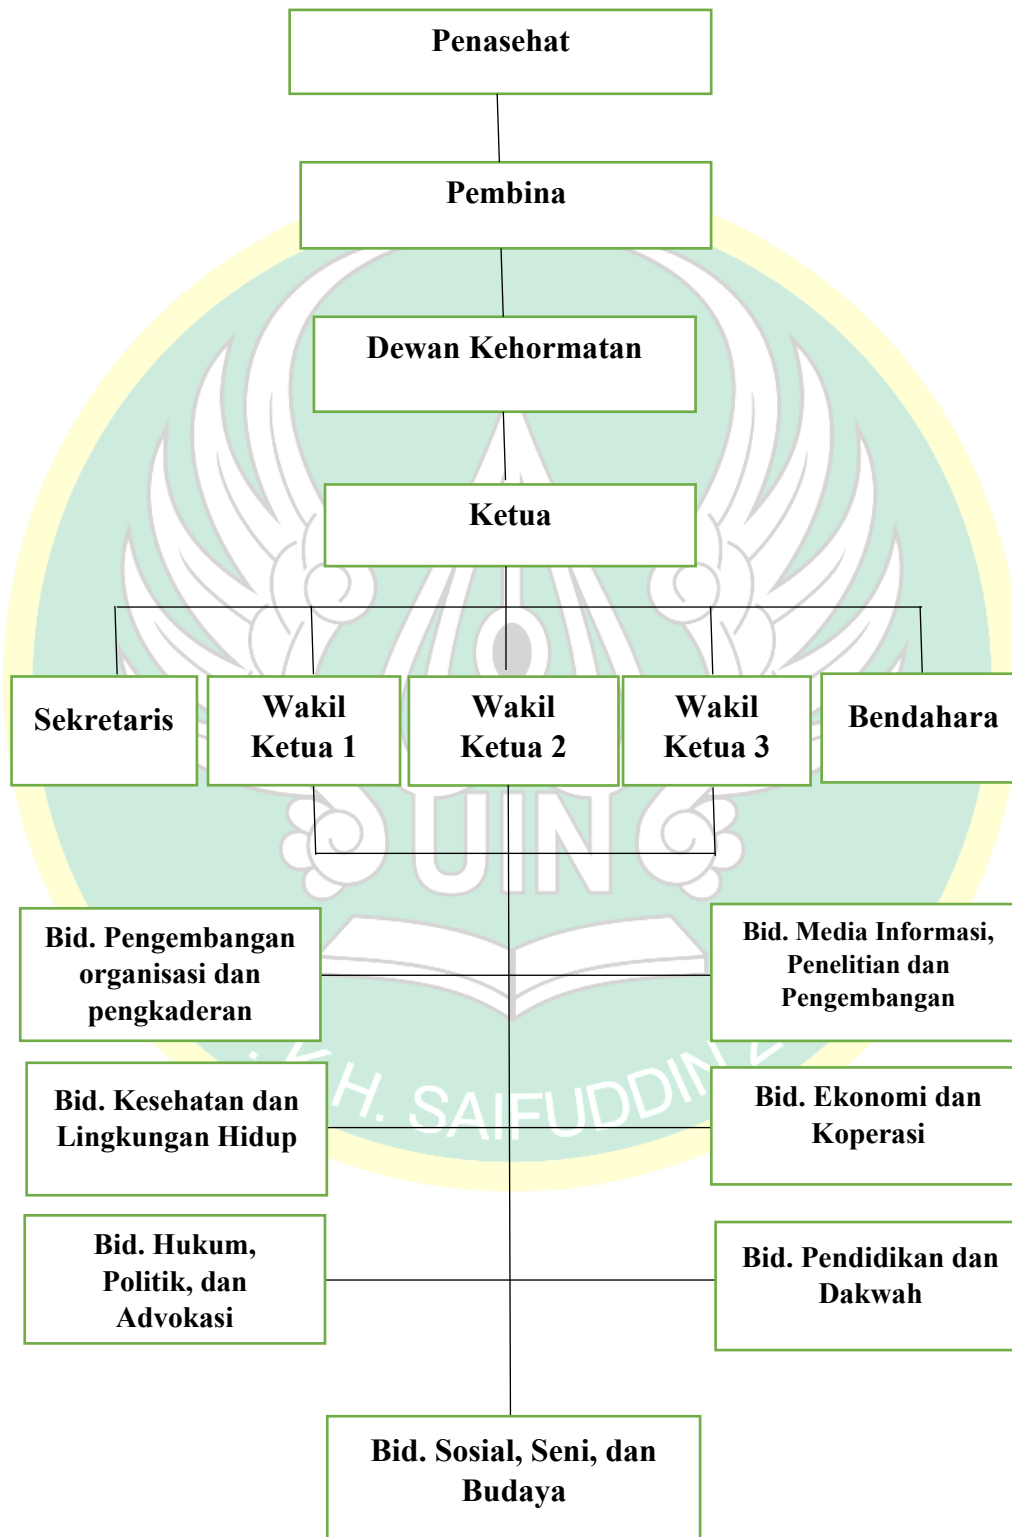 Penasehat
Pembina
Dewan Kehormatan
Ketua
Sekretaris
Wakil
Ketua 1
Wakil
Ketua 2
Wakil
Ketua 3
Bendahara
UIN
Bid. Pengembangan
organisasi dan
pengkaderan
Bid. Media Informasi,
Penelitian dan
Pengembangan
Bid. Kesehatan dan
Lingkungan Hidup
Bid. Ekonomi dan
Koperasi
. K.H. SAIFUDDIN
Bid. Hukum,
Politik, dan
Advokasi
Bid. Pendidikan dan
Dakwah
Bid. Sosial, Seni, dan
Budaya